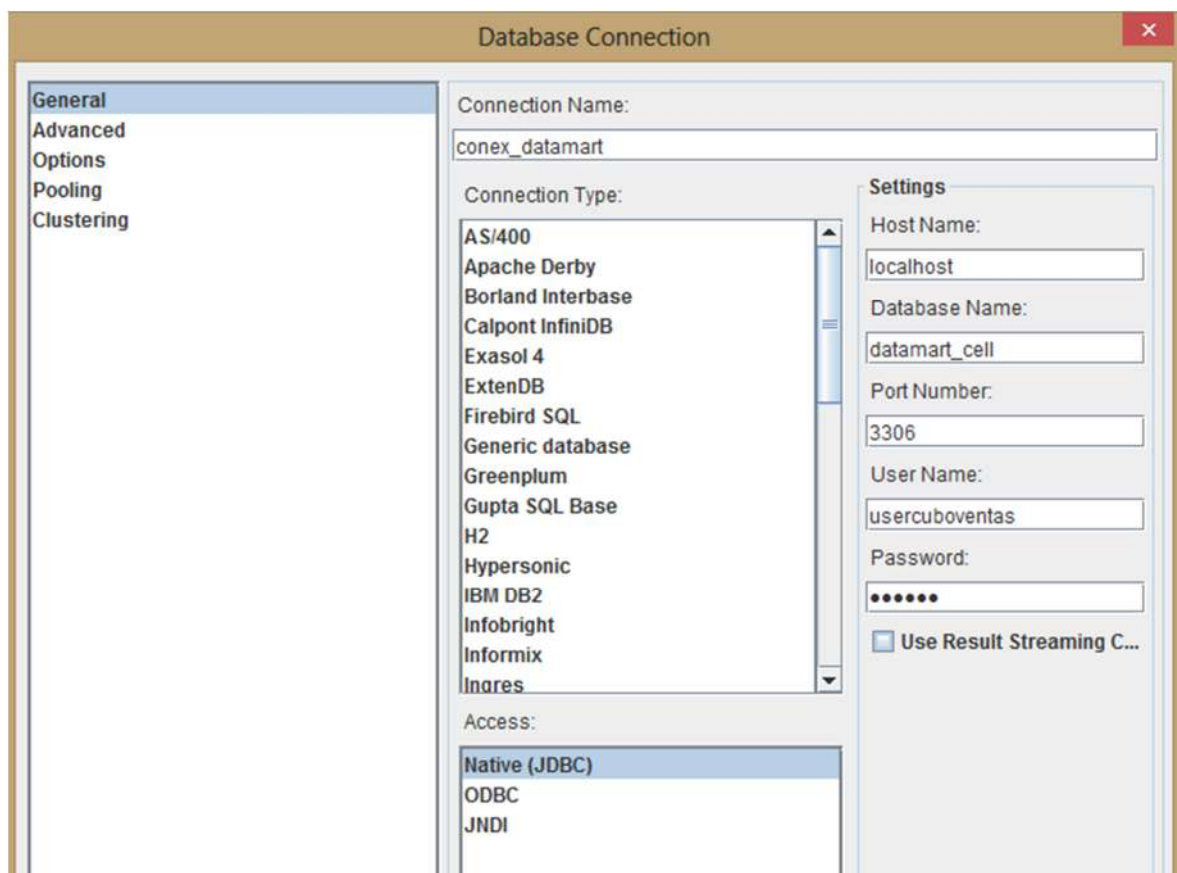 Database Connection
General
Advanced
Options
Pooling
Clustering
Connection Name:
conex_datamart
Connection Type:
AS/400
Apache Derby
Borland Interbase
Calpont InfiniDB
Exasol 4
ExtenDB
Firebird SQL
Generic database
Greenplum
Gupta SQL Base
H2
Hypersonic
IBM DB2
Infobright
Informix
Ingres
Access:
Native (JDBC)
ODBC
JNDI
Settings
Host Name:
localhost
Database Name:
datamart_cell
Port Number:
3306
User Name:
usercuboventas
Password:
••••••
Use Result Streaming C...